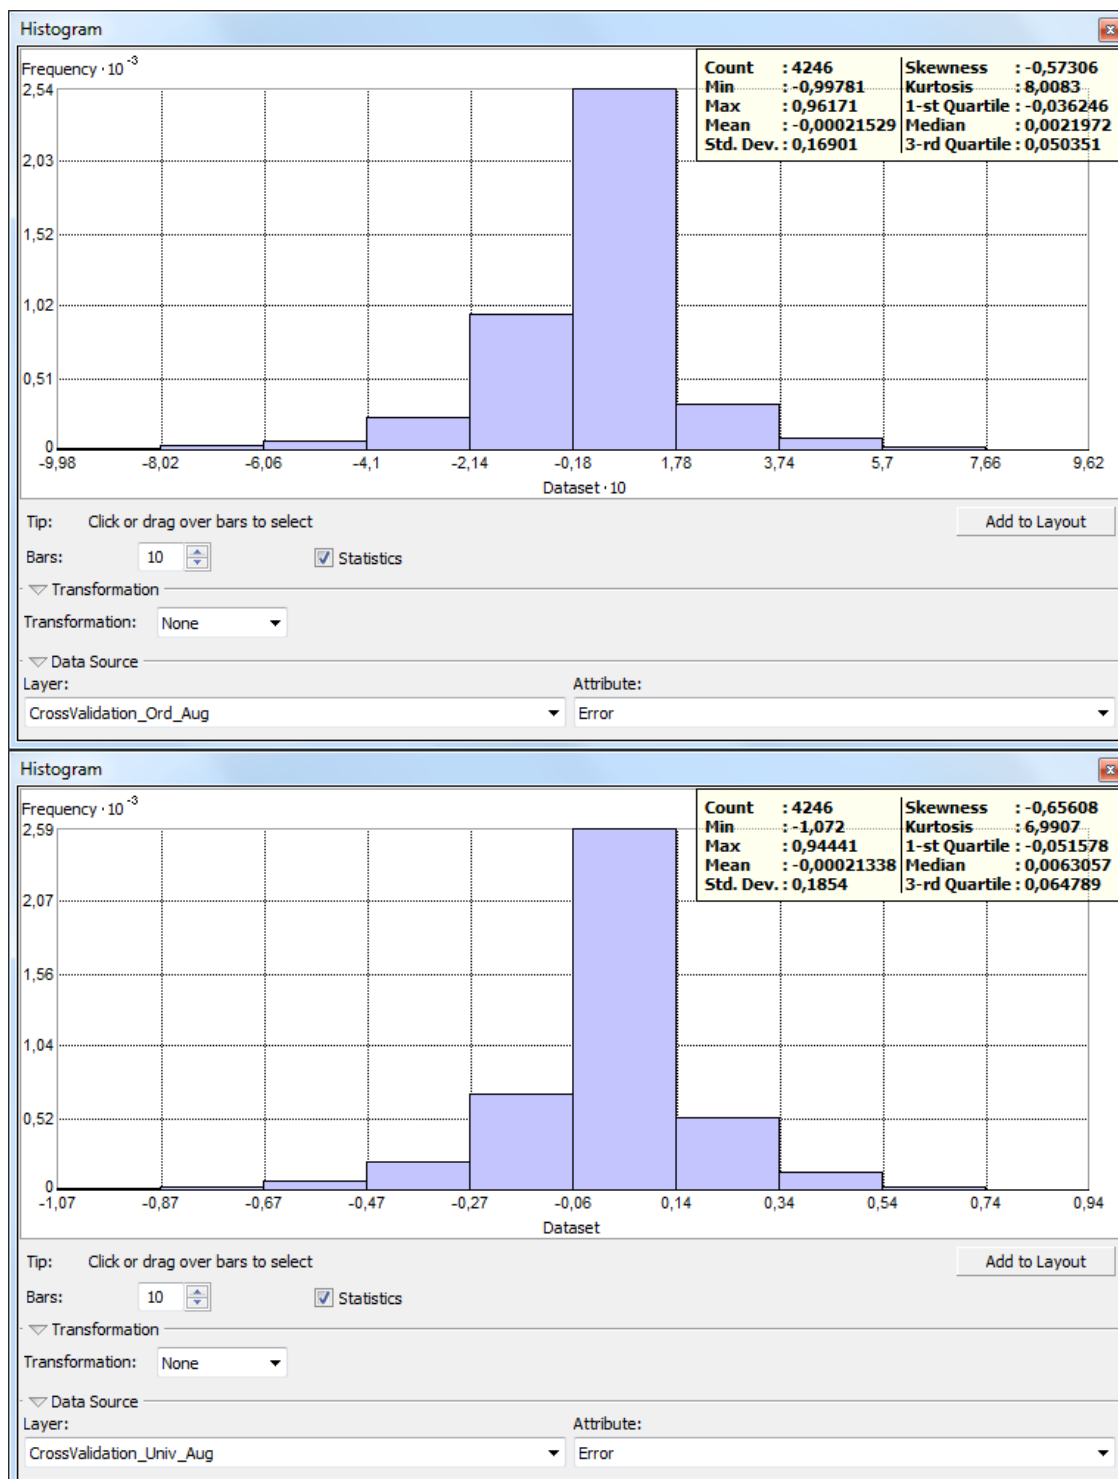 Histogram
Frequency · 10 -3
Count : 4246 Skewness : -0,57306
Min : -0,99781 Kurtosis : 8,0083
Max : 0,96171 1-st Quartile : -0,036246
Mean : -0,00021529 Median : 0,0021972
Std. Dev. : 0,16901 3-rd Quartile : 0,050351
2,54
2,03
1,52
1,02
0,51
0
-9,98 -8,02 -6,06 -4,1 -2,14 -0,18 1,78 3,74 5,7 7,66 9,62
Dataset · 10
Tip: Click or drag over bars to select Add to Layout
Bars: 10 Statistics
Transformation
Transformation: None
Data Source
Layer: Attribute:
CrossValidation_Ord_Aug Error
Histogram
Frequency · 10 -3
Count : 4246 Skewness : -0,65608
Min : -1,072 Kurtosis : 6,9907
Max : 0,94441 1-st Quartile : -0,051578
Mean : -0,00021338 Median : 0,0063057
Std. Dev. : 0,1854 3-rd Quartile : 0,064789
2,59
2,07
1,56
1,04
0,52
0
-1,07 -0,87 -0,67 -0,47 -0,27 -0,06 0,14 0,34 0,54 0,74 0,94
Dataset
Tip: Click or drag over bars to select Add to Layout
Bars: 10 Statistics
Transformation
Transformation: None
Data Source
Layer: Attribute:
CrossValidation_Univ_Aug Error